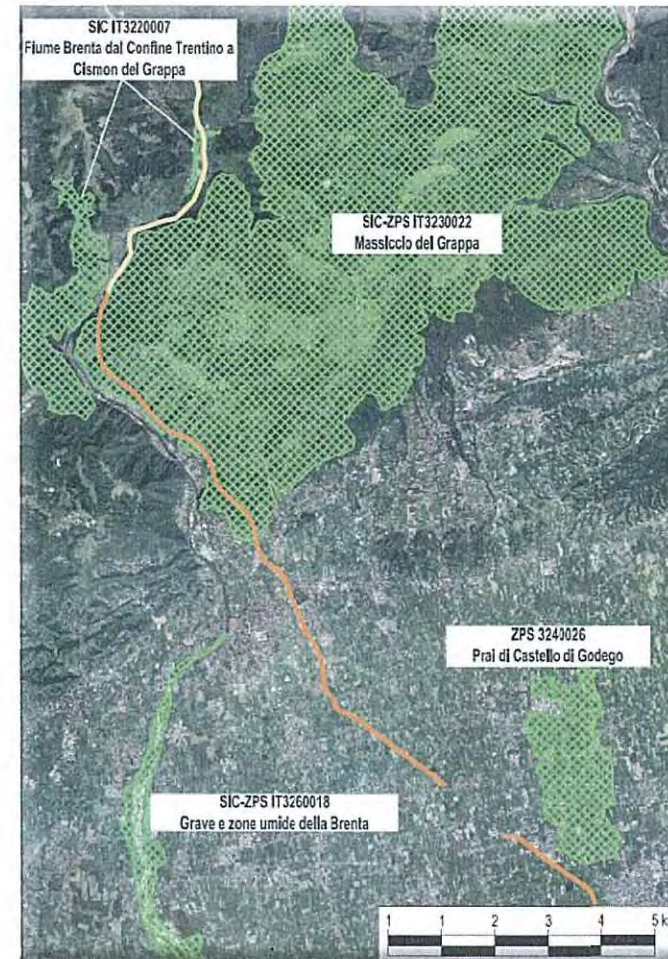 SIC IT3220007
Fiume Brenta dal Confine Trentino a
Cismon del Grappa
SIC-ZPS IT3230022
Massiccio del Grappa
ZPS 3240026
Prai di Castello di Godego
SIC-ZPS IT3260018
Grave e zone umide della Brenta
1 0 1 2 3 4 5 k